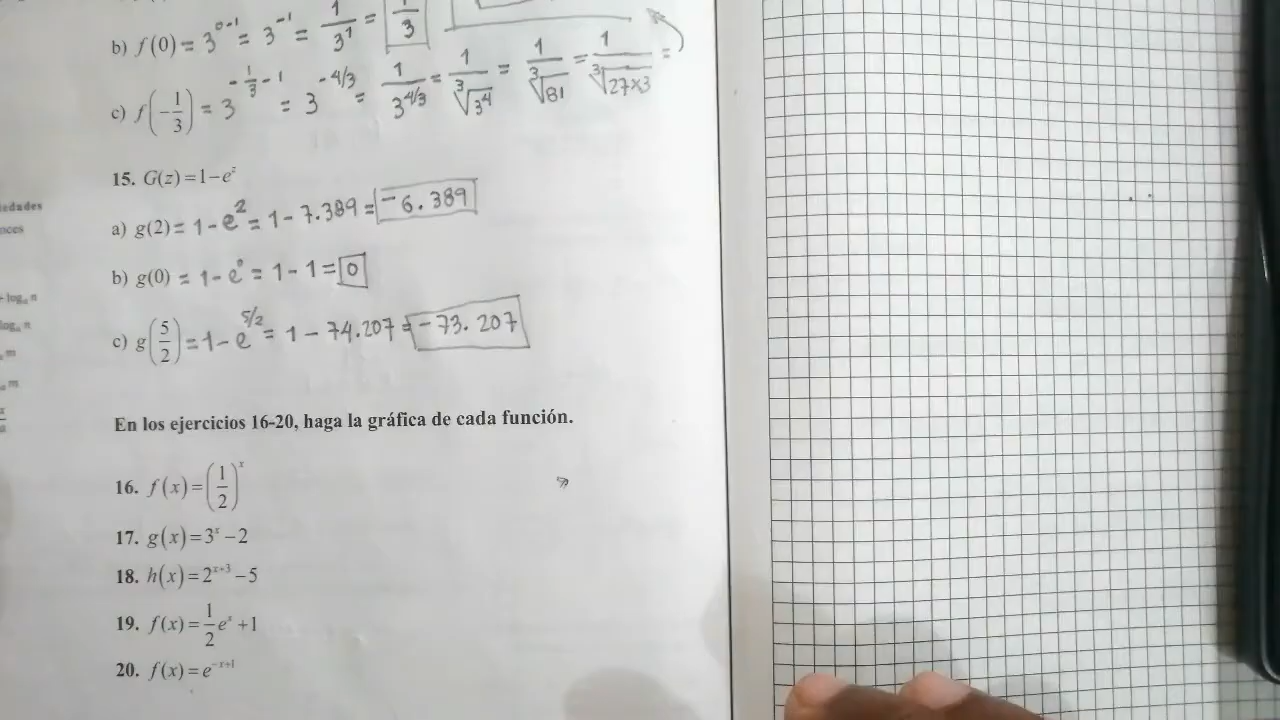 b) f(0) = 3^{0-1} = 3^{-1} = 1/3^1 = 1/3
c) f(-1/3) = 3^{-1/3-1} = 3^{-4/3} = 1/3^{4/3} = 1/∛(3^4) = 1/∛81 = 1/∛(27×3) =
15. G(z)=1-e^z
a) g(2) = 1-e^2 = 1-7.389 = -6.389
b) g(0) = 1-e^0 = 1-1 = 0
c) g(5/2) = 1-e^{5/2} = 1-74.207 = -73.207
iedades
nces
+log_a n
log_a n
m
m
En los ejercicios 16-20, haga la gráfica de cada función.
16. f(x)=(1/2)^x
17. g(x)=3^x-2
18. h(x)=2^{x+3}-5
19. f(x)=1/2 e^x+1
20. f(x)=e^{-x+1}